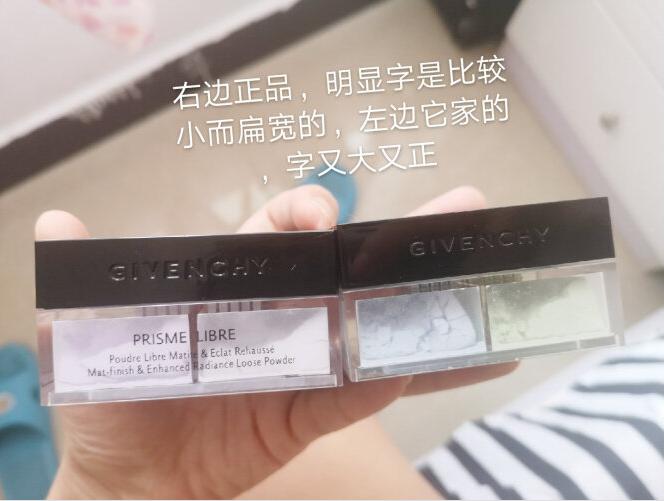 右边正品，明显字是比较
小而扁宽的，左边它家的
，字又大又正
GIVENCHY
GIVENCHY
PRISME LIBRE
Poudre Libre Matité & Eclat Rehaussé
Mat-finish & Enhanced Radiance Loose Powder